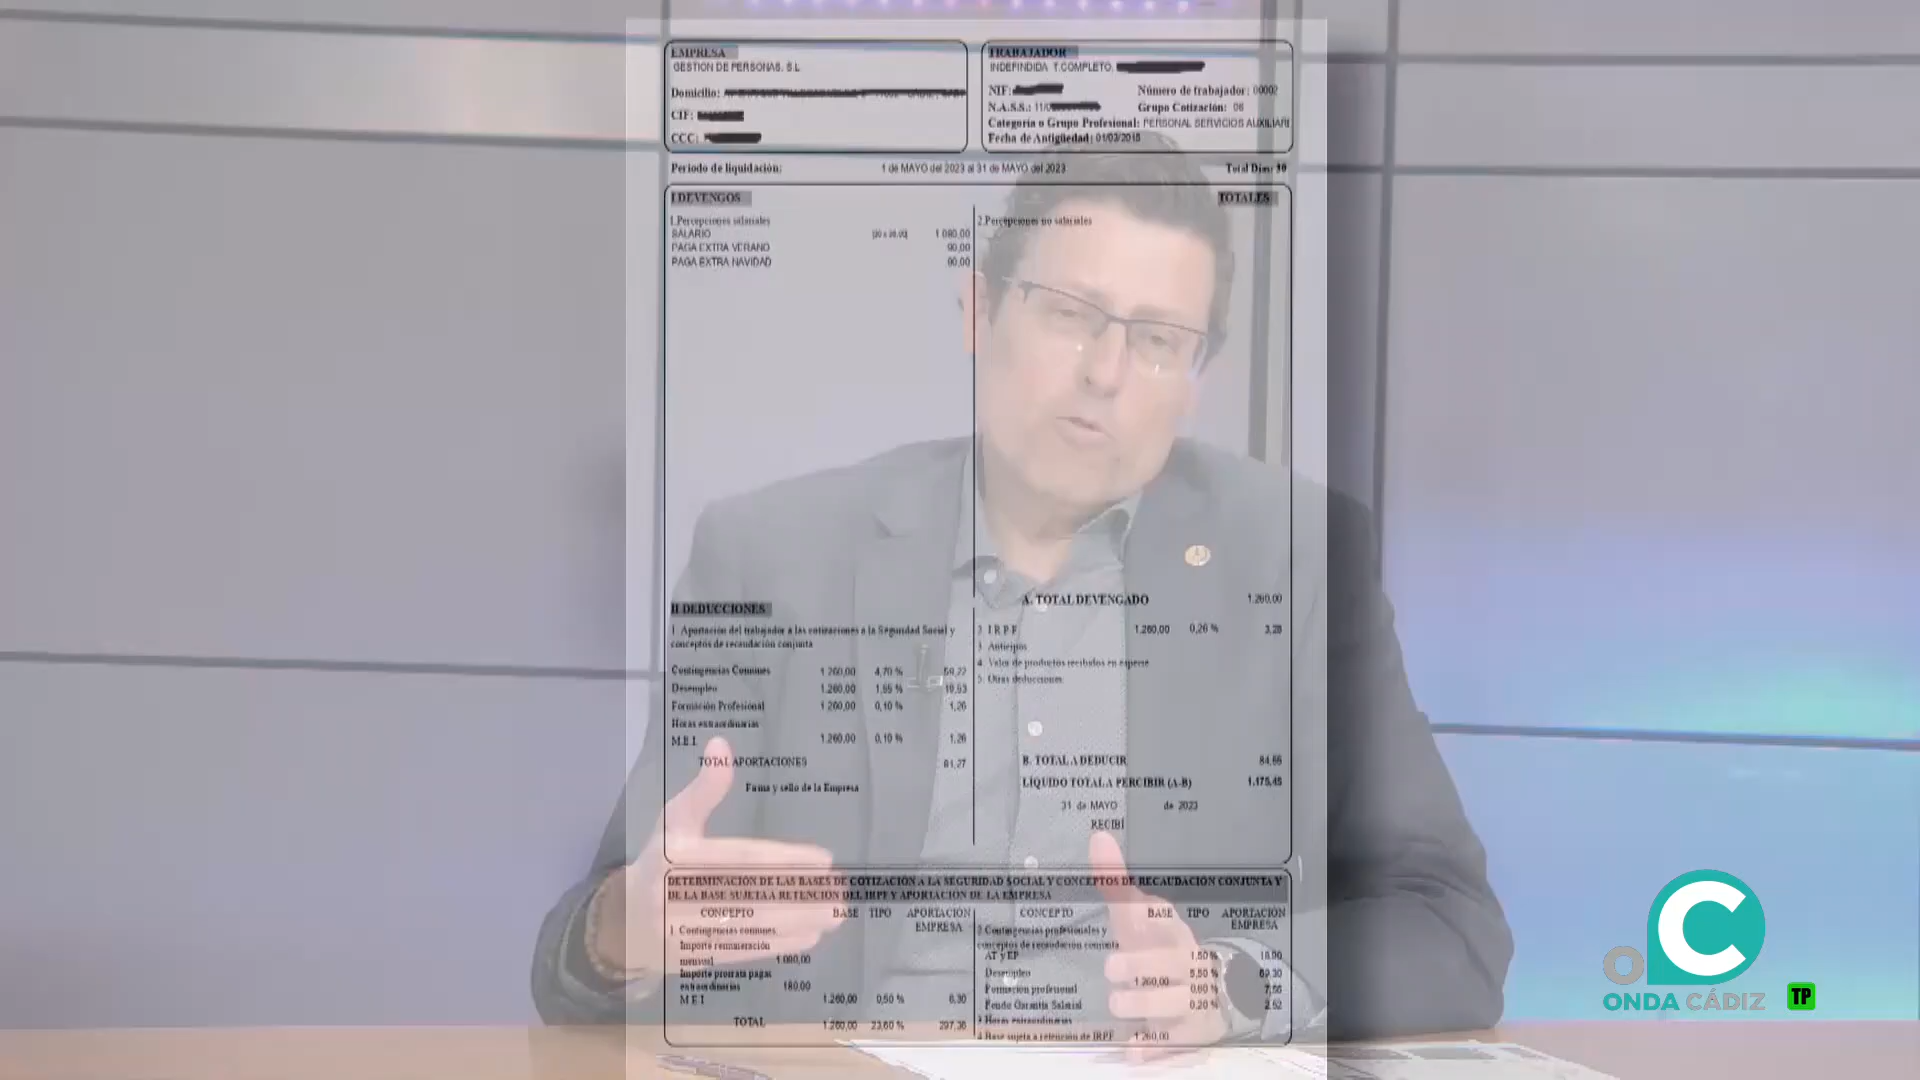 EMPRESA
GESTION DE PERSONAS, S.L.
Domicilio:
CIF:
CCC:
TRABAJADOR
INDEFINDIDA T.COMPLETO,
NIF:
Número de trabajador: 00002
N.A.S.S.: 11/0
Grupo Cotización: 06
Categoría o Grupo Profesional: PERSONAL SERVICIOS AUXILIARI
Fecha de Antigüedad: 01/03/2018
Periodo de liquidación: 1 de MAYO del 2023 al 31 de MAYO del 2023 Total Días: 30
I DEVENGOS TOTALES
1.Percepciones salariales
SALARIO 1.080,00
PAGA EXTRA VERANO 90,00
PAGA EXTRA NAVIDAD 90,00
2.Percepciones no salariales
A. TOTAL DEVENGADO 1.260,00
II DEDUCCIONES
1. Aportación del trabajador a las cotizaciones a la Seguridad Social y
conceptos de recaudación conjunta
Contingencias Comunes 1.260,00 4,70 % 59,22
Desempleo 1.260,00 1,55 % 19,53
Formación Profesional 1.260,00 0,10 % 1,26
Horas extraordinarias
M.E.I. 1.260,00 0,10 % 1,26
TOTAL APORTACIONES 81,27
Firma y sello de la Empresa
2. I.R.P.F. 1.260,00 0,26 % 3,28
3. Anticipos
4. Valor de productos recibidos en especie
5. Otras deducciones
B. TOTAL A DEDUCIR 84,55
LÍQUIDO TOTAL A PERCIBIR (A-B) 1.175,45
31 de MAYO de 2023
RECIBÍ
DETERMINACIÓN DE LAS BASES DE COTIZACIÓN A LA SEGURIDAD SOCIAL Y CONCEPTOS DE RECAUDACIÓN CONJUNTA Y
DE LA BASE SUJETA A RETENCIÓN DEL IRPF Y APORTACIÓN DE LA EMPRESA
CONCEPTO BASE TIPO APORTACIÓN
EMPRESA
1. Contingencias comunes
Importe remuneración
mensual 1.080,00
Importe prorrata pagas
extraordinarias 180,00
M E I 1.260,00 0,50 % 6,30
TOTAL 1.260,00 23,60 % 297,36
CONCEPTO BASE TIPO APORTACIÓN
EMPRESA
2 Contingencias profesionales y
conceptos de recaudación conjunta
AT y EP 1,50 % 18,90
Desempleo 5,50 % 69,30
1.260,00
Formación profesional 0,60 % 7,56
Fondo Garantía Salarial 0,20 % 2,52
3 Horas extraordinarias
4 Base sujeta a retención de IRPF 1.260,00
O C
ONDA CÁDIZ
TP